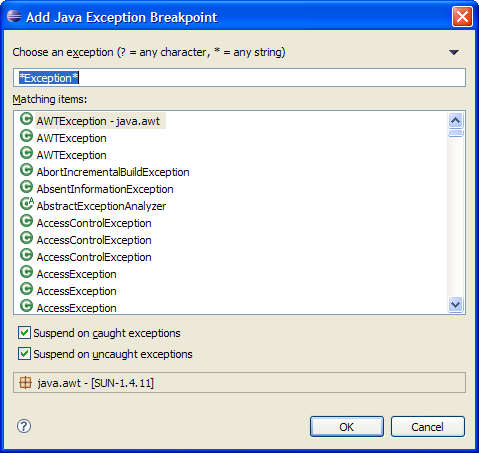 Add Java Exception Breakpoint
Choose an exception (? = any character, * = any string)
*Exception*
Matching items:
AWTException - java.awt
AWTException
AWTException
AbortIncrementalBuildException
AbsentInformationException
AbstractExceptionAnalyzer
AccessControlException
AccessControlException
AccessControlException
AccessException
AccessException
AccessException
Suspend on caught exceptions
Suspend on uncaught exceptions
java.awt - [SUN-1.4.11]
OK Cancel